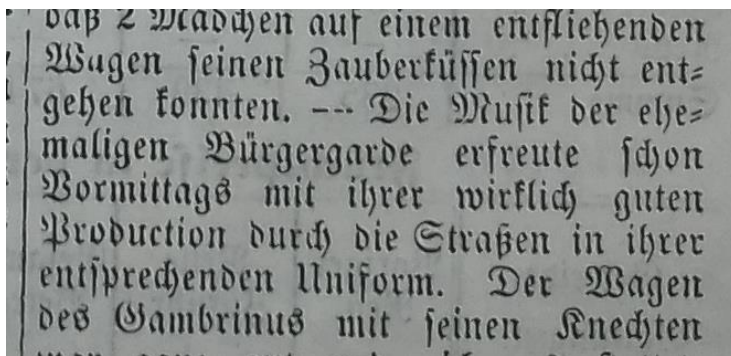 daß 2 Mädchen auf einem entfliehenden
Wagen seinen Zauberküssen nicht ent-
gehen konnten. -- Die Musik der ehe-
maligen Bürgergarde erfreute schon
Vormittags mit ihrer wirklich guten
Production durch die Straßen in ihrer
entsprechenden Uniform. Der Wagen
des Gambrinus mit seinen Knechten